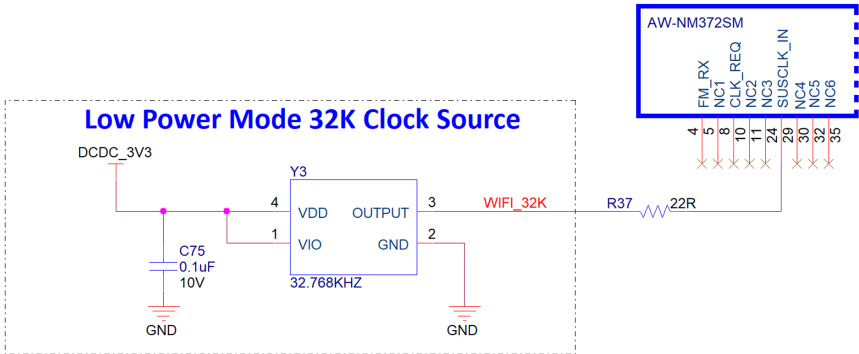 AW-NM372SM
FM_RX
NC1
CLK_REQ
NC2
NC3
SUSCLK_IN
NC4
NC5
NC6
4
5
8
10
11
24
29
30
32
35
Low Power Mode 32K Clock Source
DCDC_3V3
Y3
4 VDD OUTPUT 3 WIFI_32K R37 22R
1 VIO GND 2
C75
0.1uF
10V
32.768KHZ
GND GND